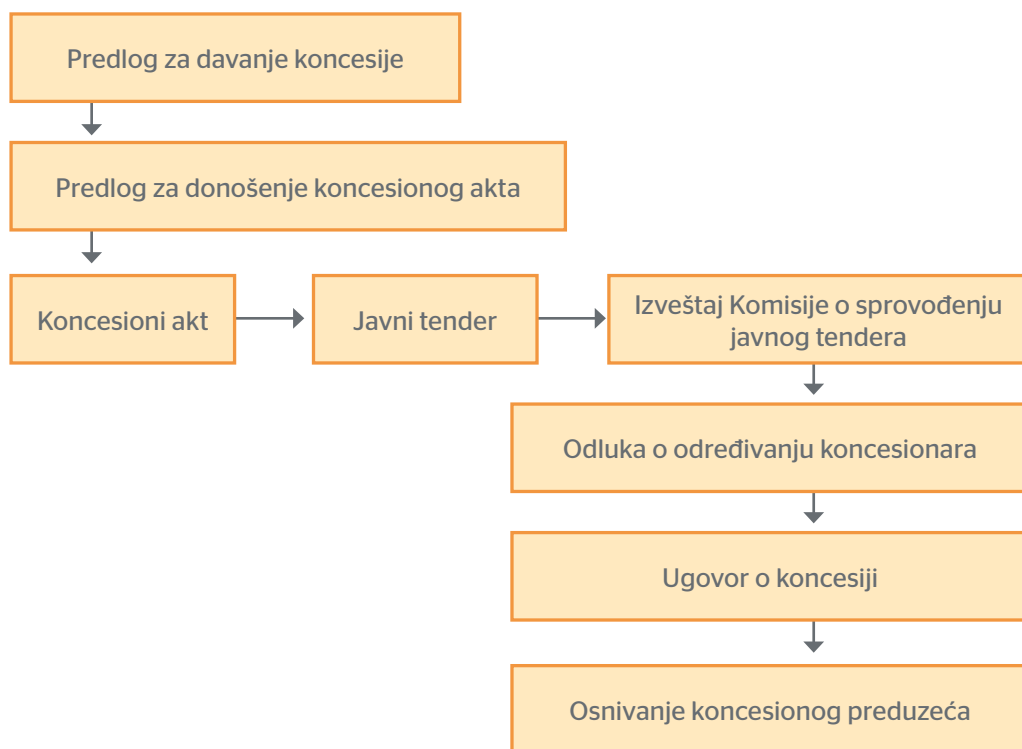 Predlog za davanje koncesije
Predlog za donošenje koncesionog akta
Koncesioni akt
Javni tender
Izveštaj Komisije o sprovođenju
javnog tendera
Odluka o određivanju koncesionara
Ugovor o koncesiji
Osnivanje koncesionog preduzeća